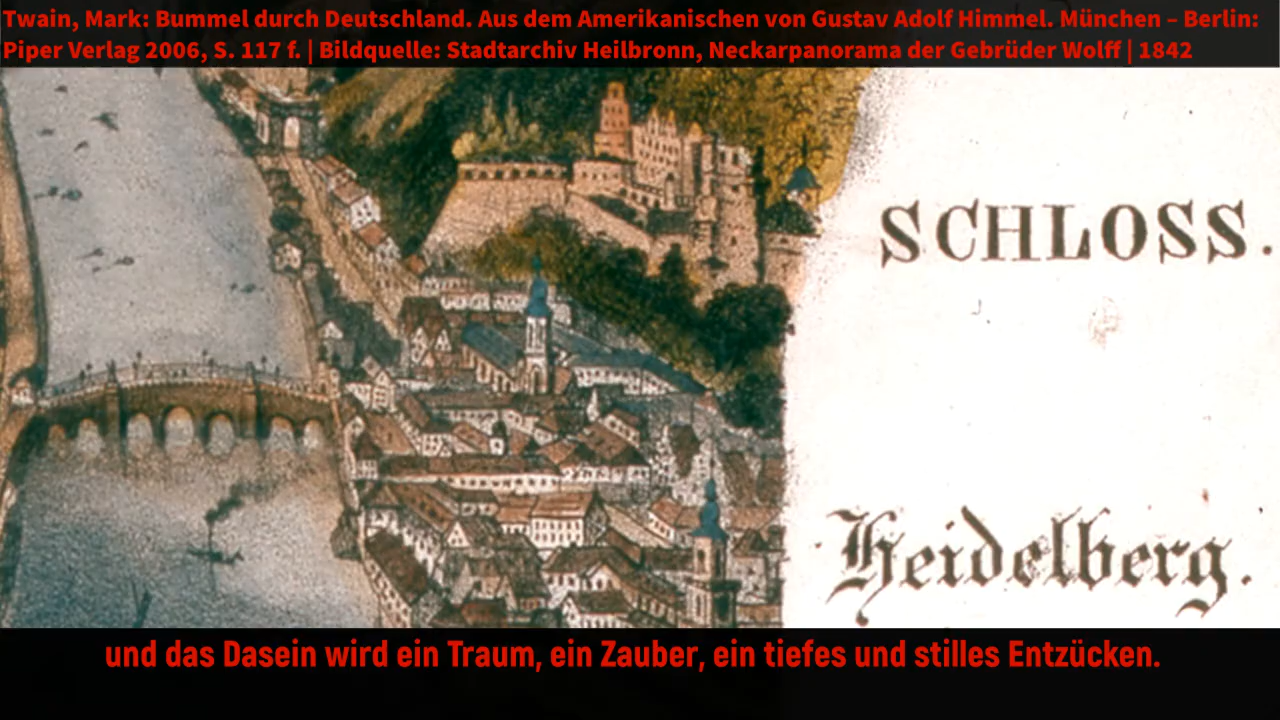 Twain, Mark: Bummel durch Deutschland. Aus dem Amerikanischen von Gustav Adolf Himmel. München – Berlin:
Piper Verlag 2006, S. 117 f. | Bildquelle: Stadtarchiv Heilbronn, Neckarpanorama der Gebrüder Wolff | 1842
SCHLOSS.
Heidelberg.
und das Dasein wird ein Traum, ein Zauber, ein tiefes und stilles Entzücken.